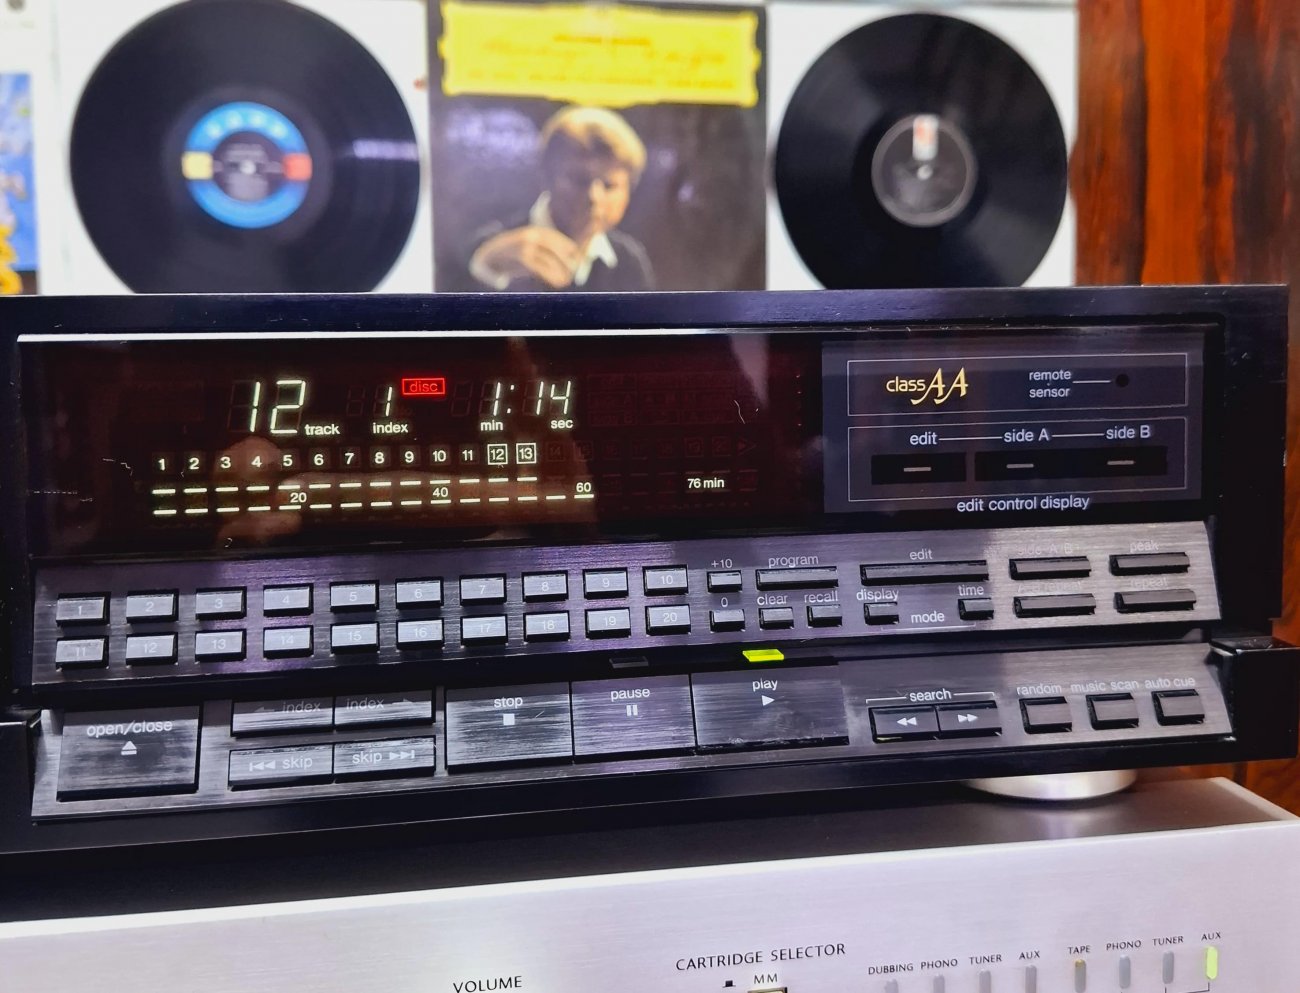 12 track 1 index disc 1:14 min sec
1 2 3 4 5 6 7 8 9 10 11 12 13
20 40 60 76 min
class AA
remote
sensor
edit side A side B
edit control display
+10 program edit side A/B peak
1 2 3 4 5 6 7 8 9 10
0 clear recall display mode time repeat
11 12 13 14 15 16 17 18 19 20
open/close
index index
skip skip
stop
pause
play
search
random music scan auto cue
VOLUME
CARTRIDGE SELECTOR
MM
DUBBING PHONO TUNER AUX TAPE PHONO TUNER AUX